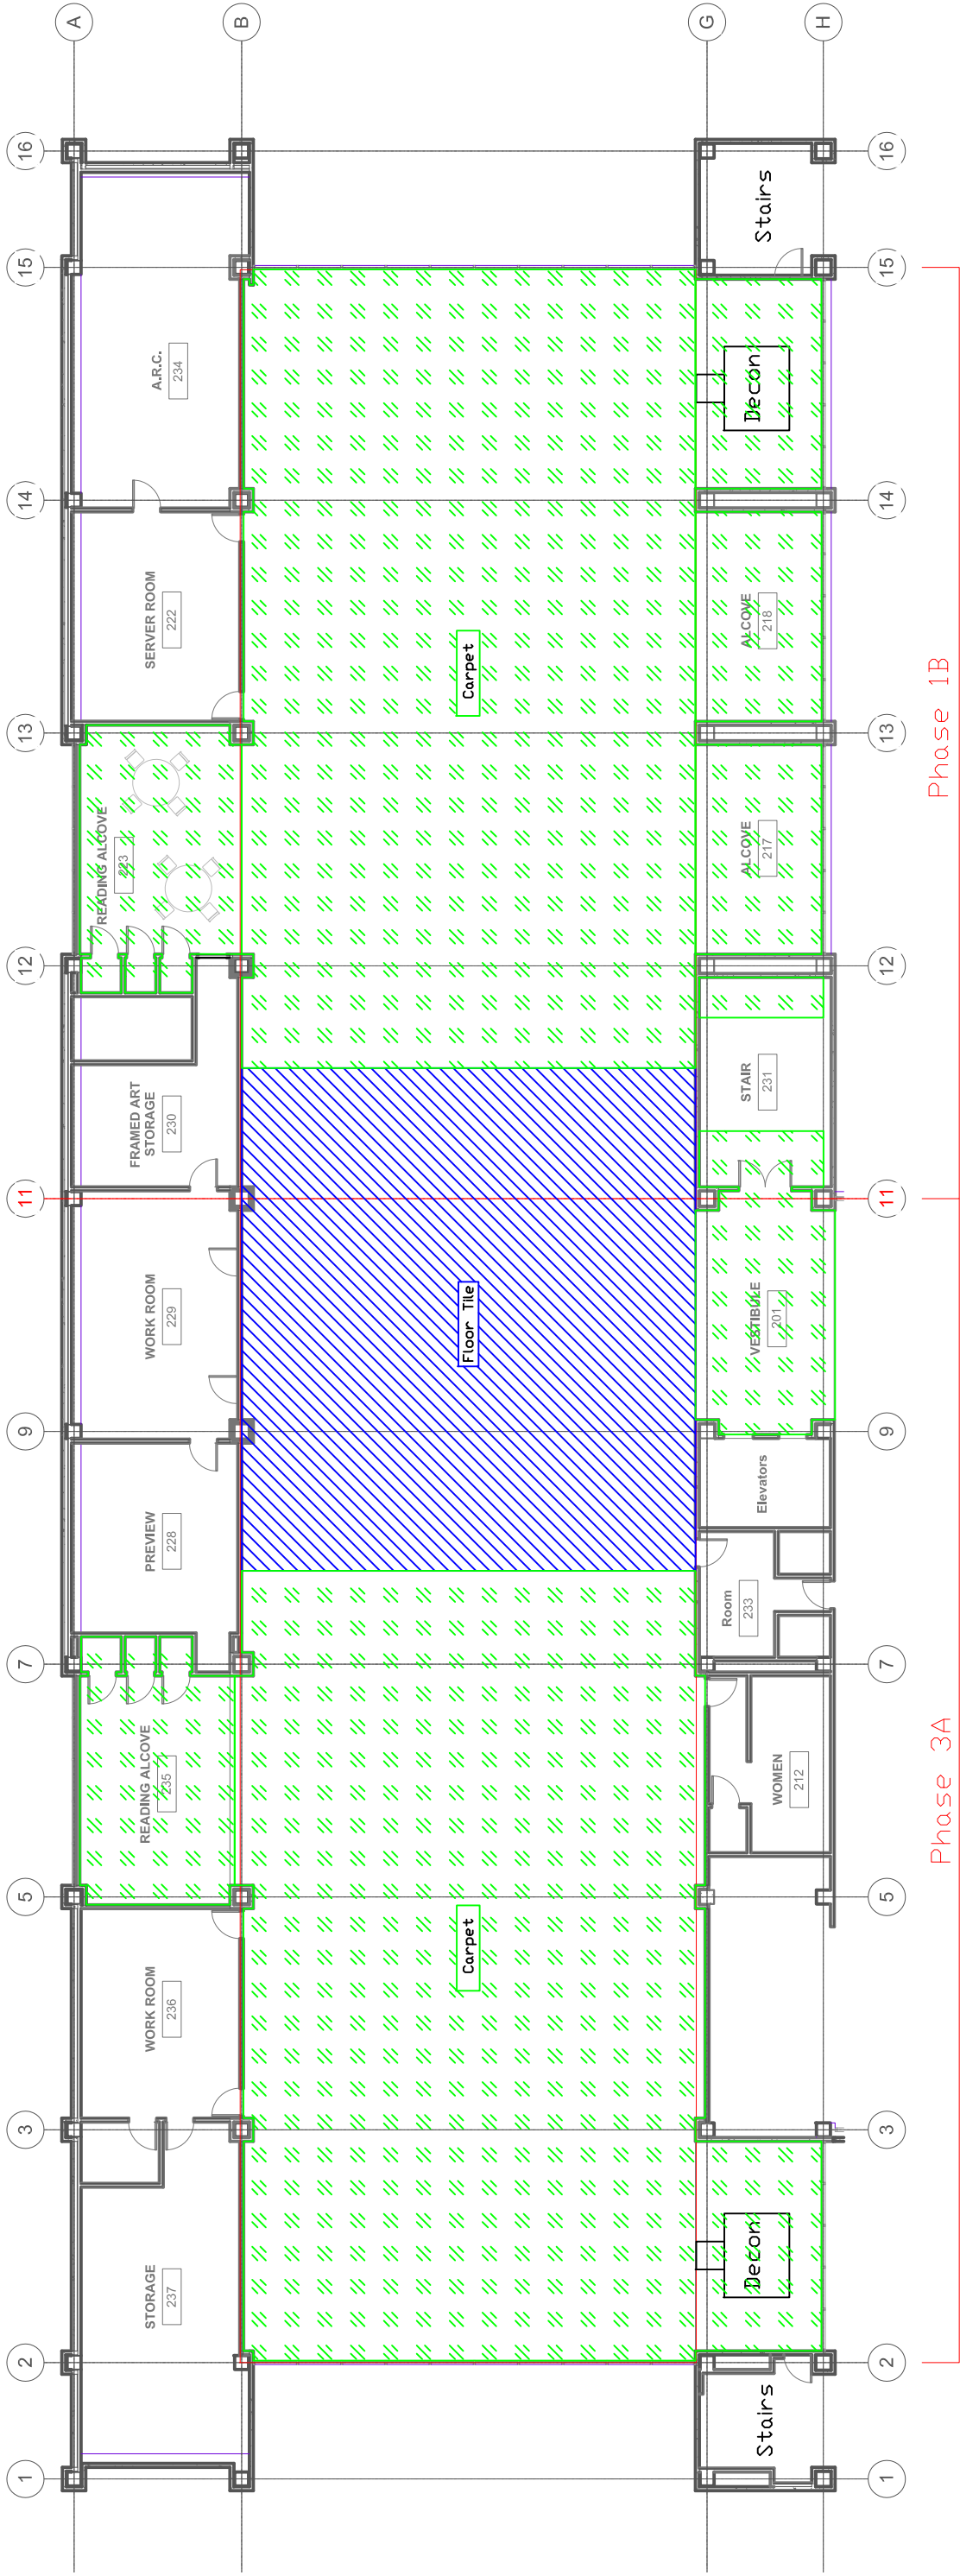 A
B
G
H
16
16
Stairs
15
15
A.R.C.
234
Decon
14
14
SERVER ROOM
222
Carpet
ALCOVE
218
13
13
Phase 1B
READING ALCOVE
223
ALCOVE
217
12
12
FRAMED ART
STORAGE
230
STAIR
231
11
11
WORK ROOM
229
Floor Tile
VESTIBULE
201
9
9
Elevators
PREVIEW
228
Room
233
7
7
READING ALCOVE
235
WOMEN
212
Phase 3A
5
5
WORK ROOM
236
Carpet
3
3
STORAGE
237
Decon
2
2
Stairs
1
1